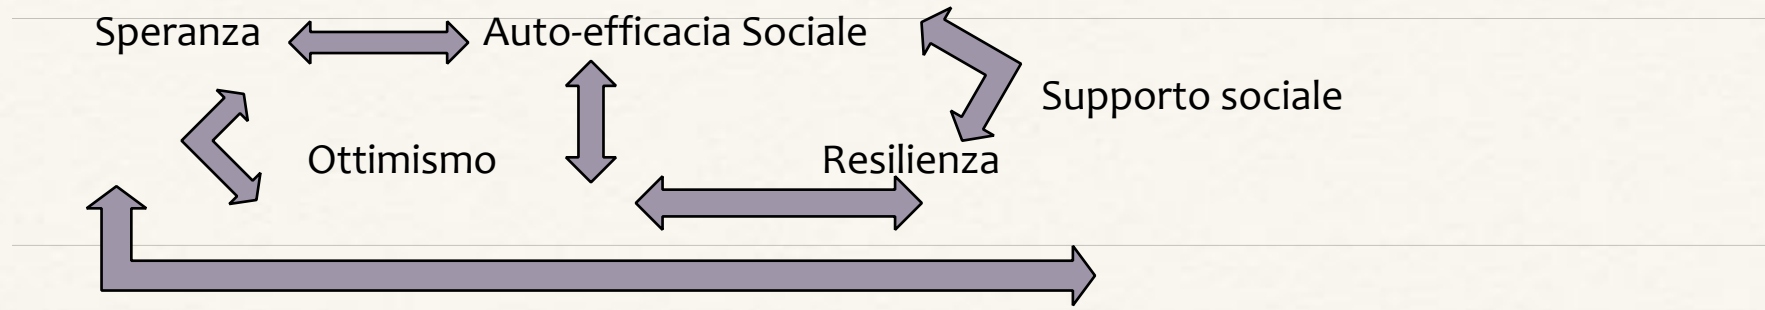 Speranza Auto-efficacia Sociale
Supporto sociale
Ottimismo Resilienza